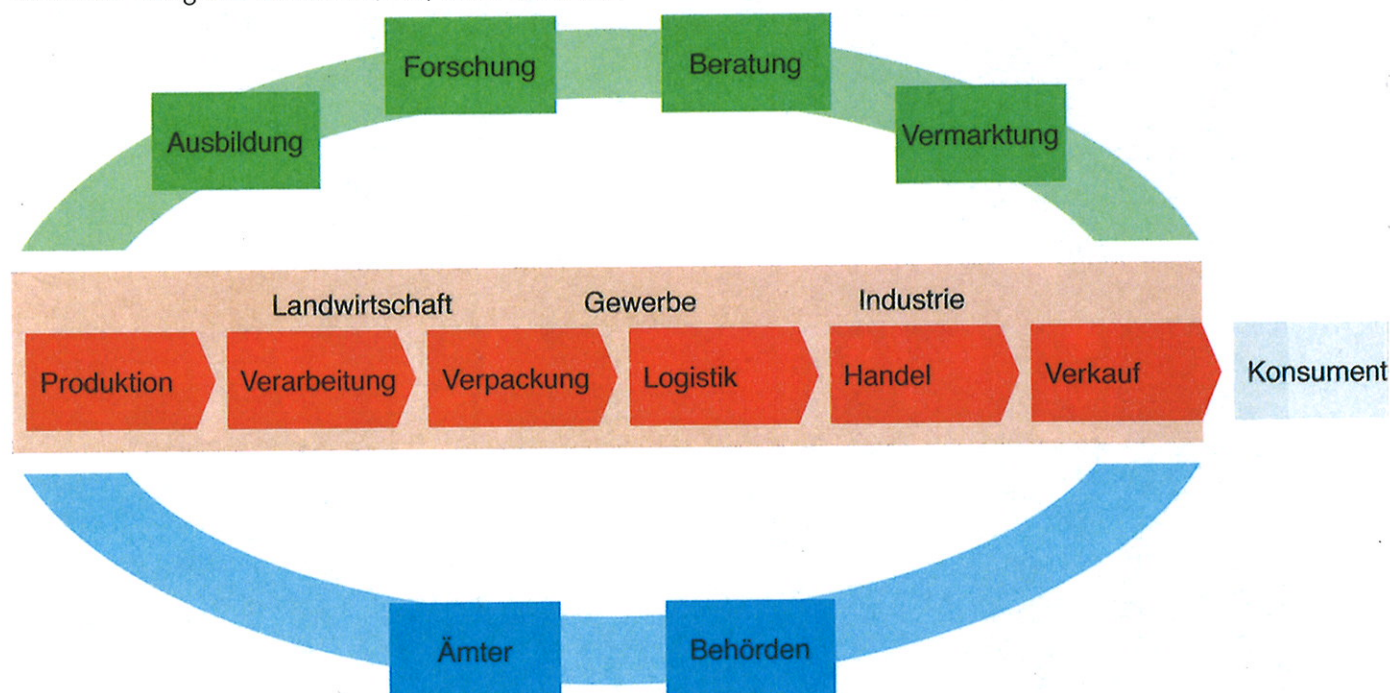 Forschung
Beratung
Ausbildung
Vermarktung
Landwirtschaft Gewerbe Industrie
Produktion Verarbeitung Verpackung Logistik Handel Verkauf Konsument
Ämter Behörden